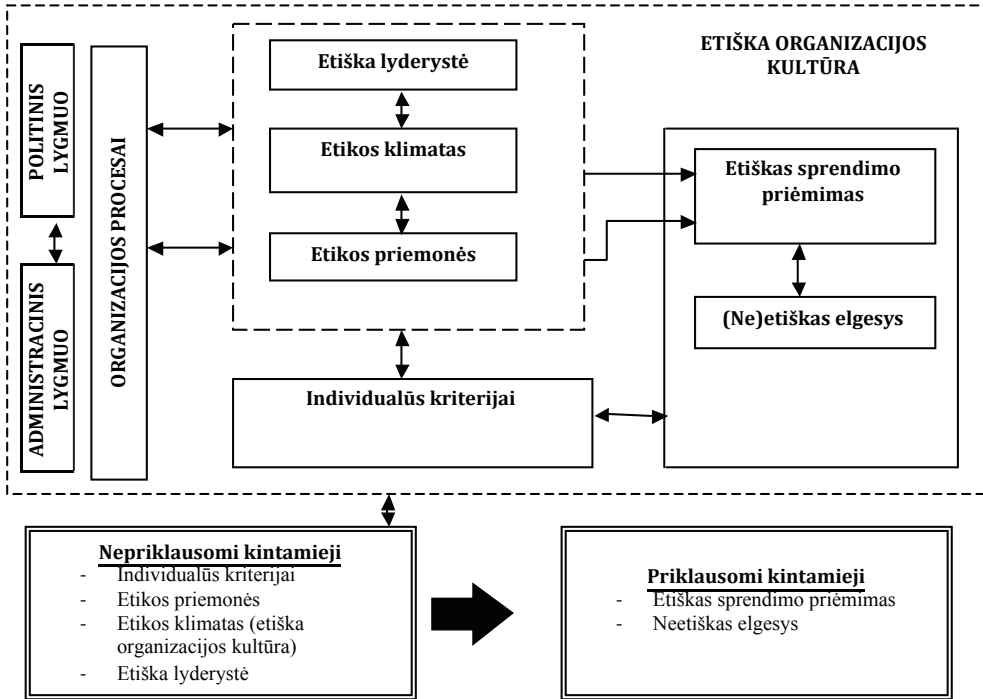 POLITINIS
LYGMUO
ADMINISTRACINIS
LYGMUO
ORGANIZACIJOS PROCESAI
Etiška lyderystė
Etikos klimatas
Etikos priemonės
Individualūs kriterijai
ETIŠKA ORGANIZACIJOS
KULTŪRA
Etiškas sprendimo
priėmimas
(Ne)etiškas elgesys
Nepriklausomi kintamieji
- Individualūs kriterijai
- Etikos priemonės
- Etikos klimatas (etiška
organizacijos kultūra)
- Etiška lyderystė
Priklausomi kintamieji
- Etiškas sprendimo priėmimas
- Neetiškas elgesys